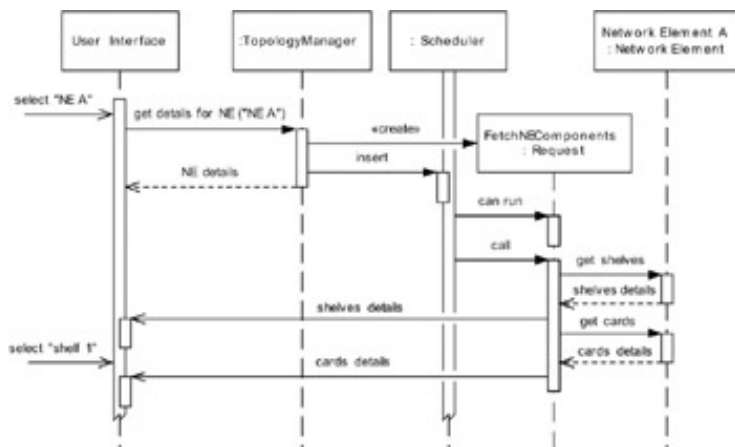 User Interface
:TopologyManager
: Scheduler
Network Element A
: Network Element
select "NE A"
get details for NE ("NE A")
«create»
FetchNEComponents
: Request
insert
NE details
can run
call
get shelves
shelves details
shelves details
get cards
select "shelf 1"
cards details
cards details